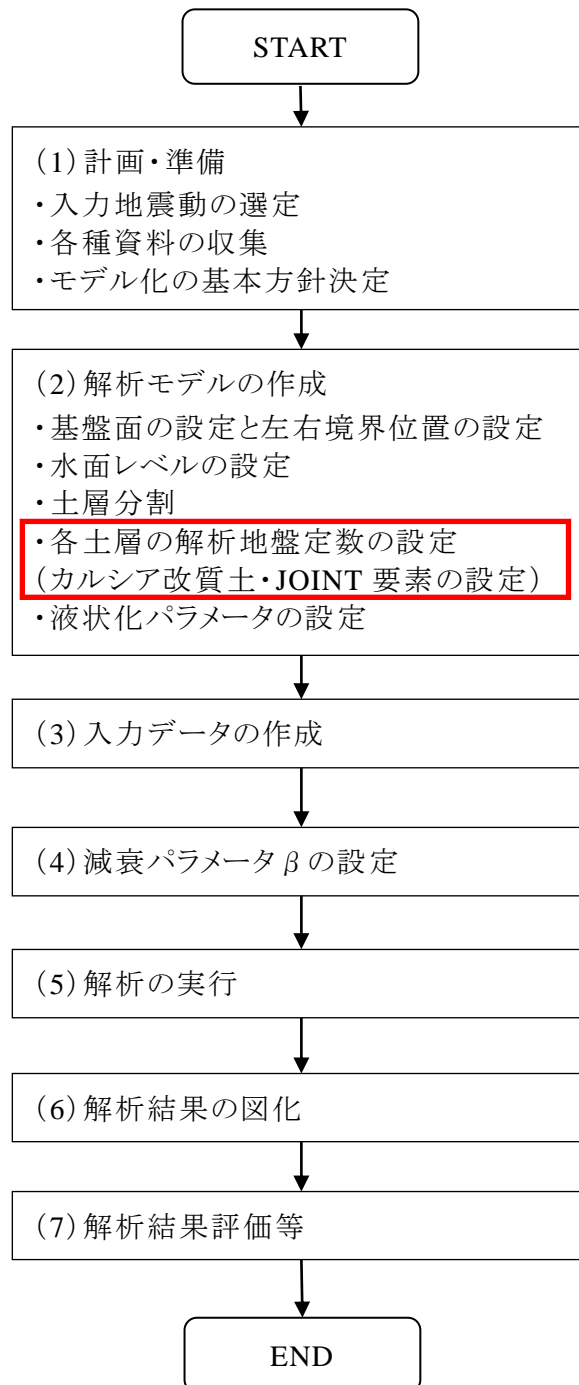 START
(1)計画・準備
・入力地震動の選定
・各種資料の収集
・モデル化の基本方針決定
(2)解析モデルの作成
・基盤面の設定と左右境界位置の設定
・水面レベルの設定
・土層分割
・各土層の解析地盤定数の設定
(カルシア改質土・JOINT 要素の設定)
・液状化パラメータの設定
(3)入力データの作成
(4)減衰パラメータβの設定
(5)解析の実行
(6)解析結果の図化
(7)解析結果評価等
END